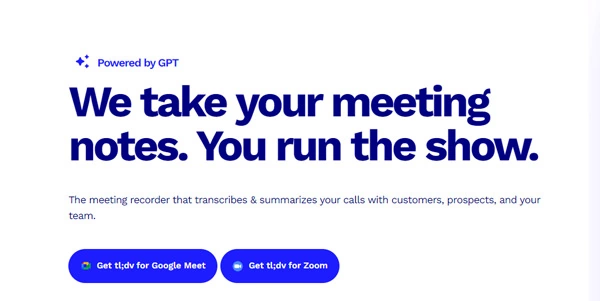 Powered by GPT
We take your meeting
notes. You run the show.
The meeting recorder that transcribes & summarizes your calls with customers, prospects, and your
team.
Get tl;dv for Google Meet
Get tl;dv for Zoom